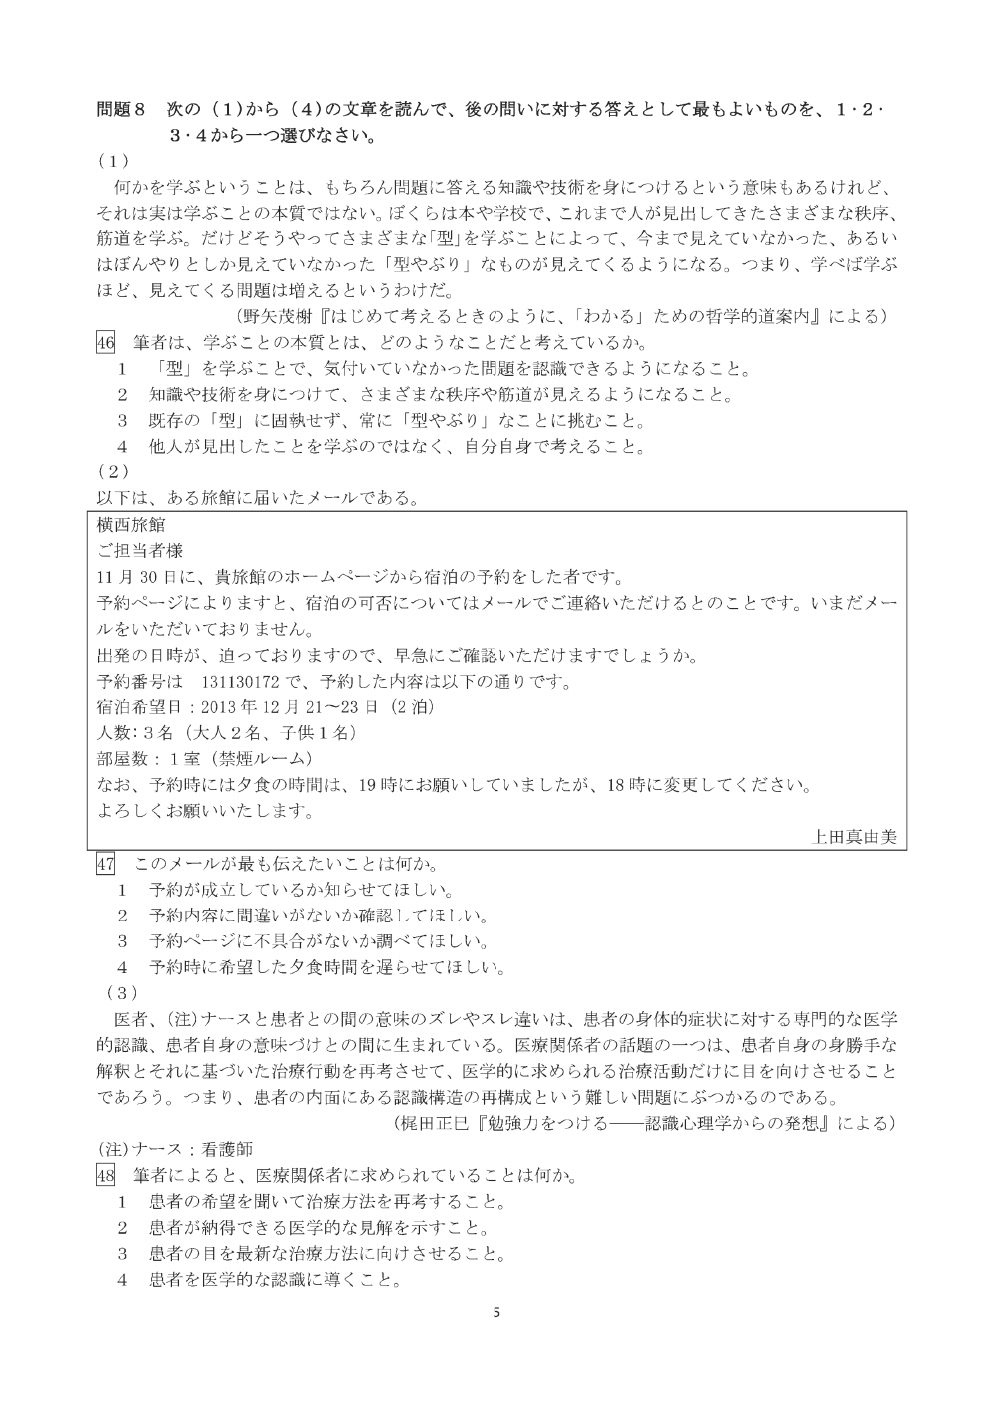 問題８　次の（１)から（４)の文章を読んで、後の問いに対する答えとして最もよいものを、１・２・
３・４から一つ選びなさい。
（１）
何かを学ぶということは、もちろん問題に答える知識や技術を身につけるという意味もあるけれど、
それは実は学ぶことの本質ではない。ぼくらは本や学校で、これまで人が見出してきたさまざまな秩序、
筋道を学ぶ。だけどそうやってさまざまな｢型｣を学ぶことによって、今まで見えていなかった、あるい
はぼんやりとしか見えていなかった「型やぶり」なものが見えてくるようになる。つまり、学べば学ぶ
ほど、見えてくる問題は増えるというわけだ。
（野矢茂樹『はじめて考えるときのように、｢わかる」ための哲学的道案内』による）
46　筆者は、学ぶことの本質とは、どのようなことだと考えているか。
1　「型」を学ぶことで、気付いていなかった問題を認識できるようになること。
2　知識や技術を身につけて、さまざまな秩序や筋道が見えるようになること。
3　既存の「型」に固執せず、常に「型やぶり」なことに挑むこと。
4　他人が見出したことを学ぶのではなく、自分自身で考えること。
（２）
以下は、ある旅館に届いたメールである。
横西旅館
ご担当者様
11 月 30 日に、貴旅館のホームページから宿泊の予約をした者です。
予約ページによりますと、宿泊の可否についてはメールでご連絡いただけるとのことです。いまだメー
ルをいただいておりません。
出発の日時が、迫っておりますので、早急にご確認いただけますでしょうか。
予約番号は　131130172 で、予約した内容は以下の通りです。
宿泊希望日：2013 年 12 月 21～23 日（2 泊）
人数：３名（大人２名、子供１名）
部屋数：１室（禁煙ルーム）
なお、予約時には夕食の時間は、19 時にお願いしていましたが、18 時に変更してください。
よろしくお願いいたします。
上田真由美
47　このメールが最も伝えたいことは何か。
1　予約が成立しているか知らせてほしい。
2　予約内容に間違いがないか確認してほしい。
3　予約ページに不具合がないか調べてほしい。
4　予約時に希望した夕食時間を遅らせてほしい。
（３）
医者、（注）ナースと患者との間の意味のズレやスレ違いは、患者の身体的症状に対する専門的な医学
的認識、患者自身の意味づけとの間に生まれている。医療関係者の話題の一つは、患者自身の身勝手な
解釈とそれに基づいた治療行動を再考させて、医学的に求められる治療活動だけに目を向けさせること
であろう。つまり、患者の内面にある認識構造の再構成という難しい問題にぶつかるのである。
（梶田正巳『勉強力をつける――認識心理学からの発想』による）
（注）ナース：看護師
48　筆者によると、医療関係者に求められていることは何か。
1　患者の希望を聞いて治療方法を再考すること。
2　患者が納得できる医学的な見解を示すこと。
3　患者の目を最新な治療方法に向けさせること。
4　患者を医学的な認識に導くこと。
5